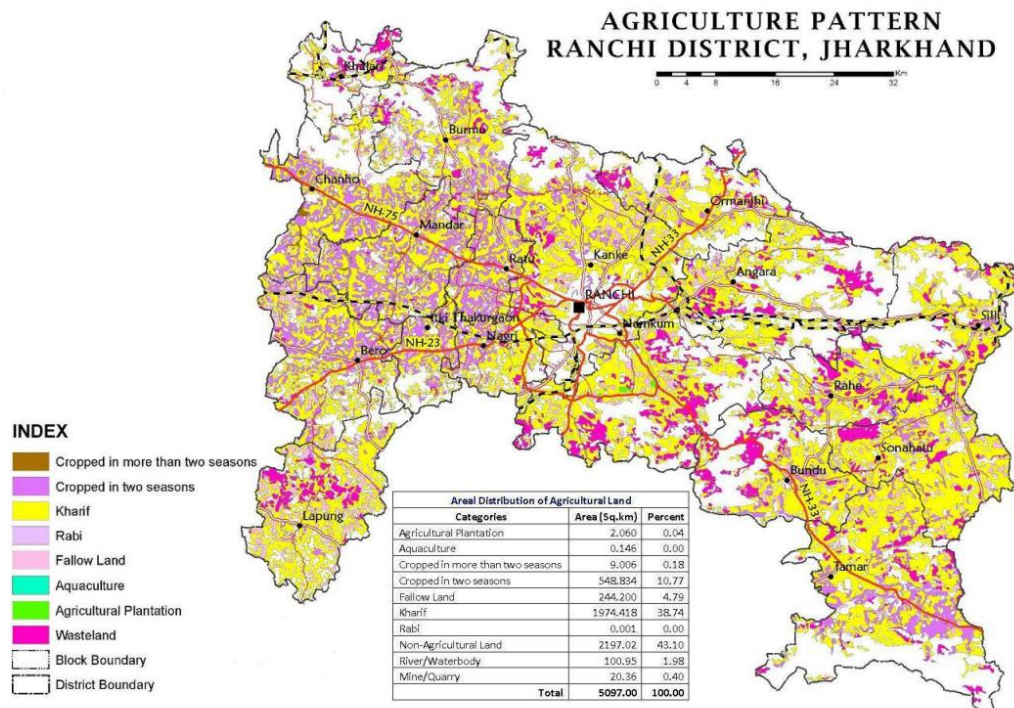 AGRICULTURE PATTERN
RANCHI DISTRICT, JHARKHAND
0 4 8 16 24 32 Km
Khelari
Burmu
Chanho
NH-75
Mandar
Ormanjhi
NH-33
Kanke
Ratu
Angara
RANCHI
Itki Thakurgaon
Namkum
Silli
NH-23
Nagri
Bero
Rahe
Sonahatu
Bundu
NH-33
Lapung
Tamar
INDEX
Cropped in more than two seasons
Cropped in two seasons
Kharif
Rabi
Fallow Land
Aquaculture
Agricultural Plantation
Wasteland
Block Boundary
District Boundary
Areal Distribution of Agricultural Land
Categories Area (Sq.km) Percent
Agricultural Plantation 2.060 0.04
Aquaculture 0.146 0.00
Cropped in more than two seasons 9.006 0.18
Cropped in two seasons 548.834 10.77
Fallow Land 244.200 4.79
Kharif 1974.418 38.74
Rabi 0.001 0.00
Non-Agricultural Land 2197.02 43.10
River/Waterbody 100.95 1.98
Mine/Quarry 20.36 0.40
Total 5097.00 100.00